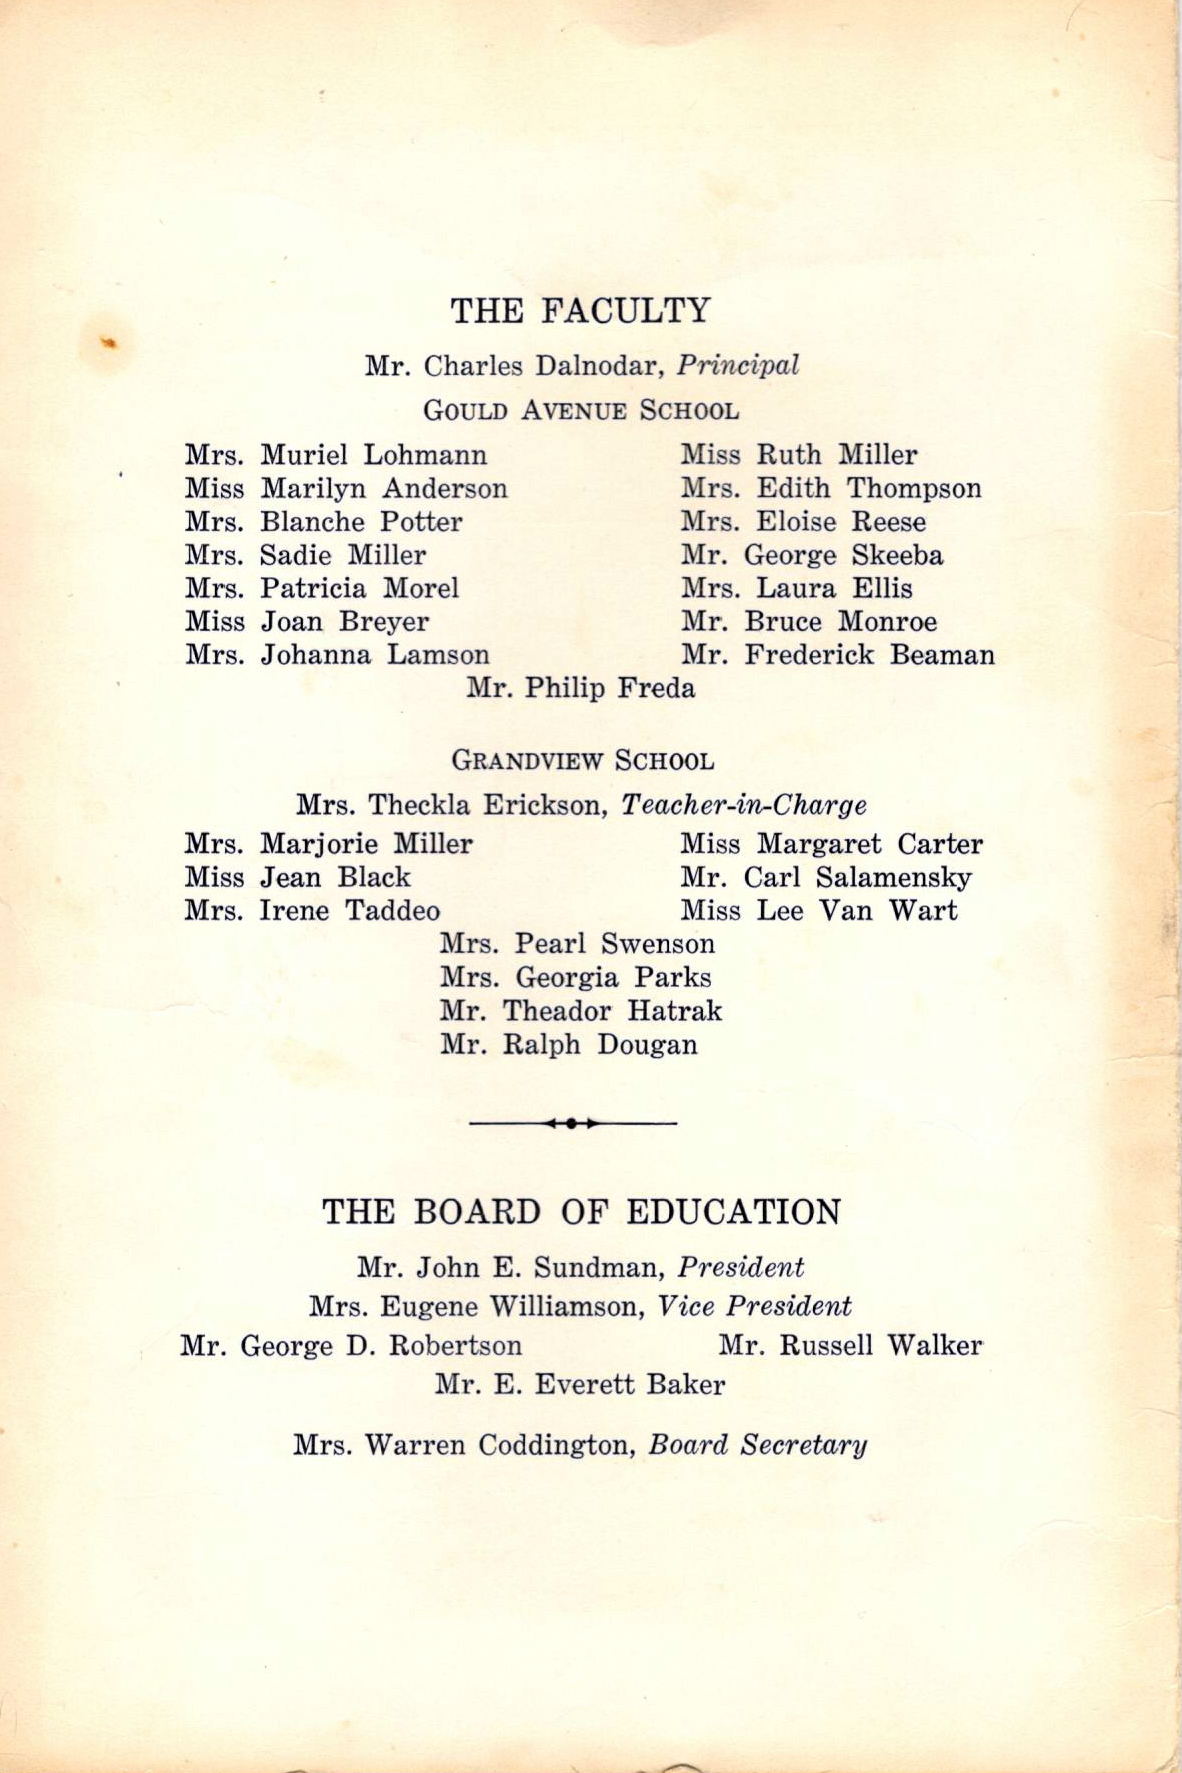 THE FACULTY
Mr. Charles Dalnodar, Principal
GOULD AVENUE SCHOOL
Mrs. Muriel Lohmann Miss Ruth Miller
Miss Marilyn Anderson Mrs. Edith Thompson
Mrs. Blanche Potter Mrs. Eloise Reese
Mrs. Sadie Miller Mr. George Skeeba
Mrs. Patricia Morel Mrs. Laura Ellis
Miss Joan Breyer Mr. Bruce Monroe
Mrs. Johanna Lamson Mr. Frederick Beaman
Mr. Philip Freda
GRANDVIEW SCHOOL
Mrs. Theckla Erickson, Teacher-in-Charge
Mrs. Marjorie Miller Miss Margaret Carter
Miss Jean Black Mr. Carl Salamensky
Mrs. Irene Taddeo Miss Lee Van Wart
Mrs. Pearl Swenson
Mrs. Georgia Parks
Mr. Theador Hatrak
Mr. Ralph Dougan
THE BOARD OF EDUCATION
Mr. John E. Sundman, President
Mrs. Eugene Williamson, Vice President
Mr. George D. Robertson Mr. Russell Walker
Mr. E. Everett Baker
Mrs. Warren Coddington, Board Secretary